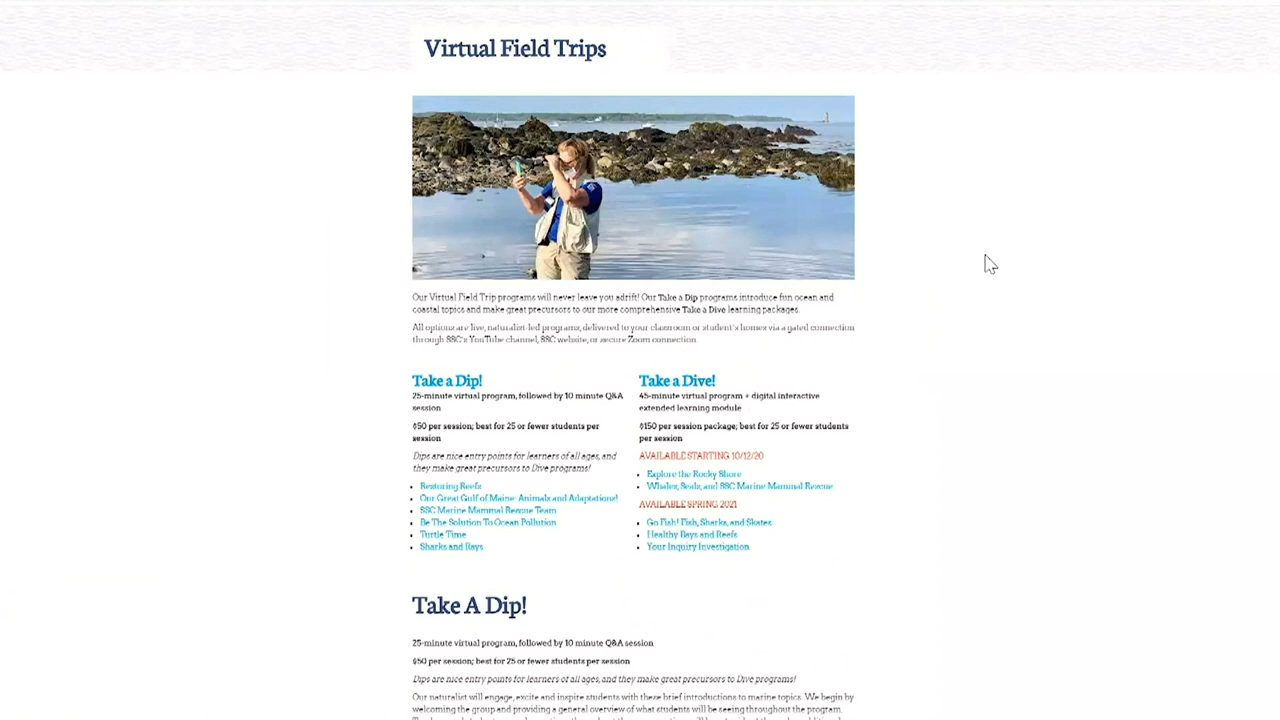 Virtual Field Trips
Our Virtual Field Trip programs will never leave you adrift! Our Take a Dip programs introduce fun ocean and
coastal topics and make great precursors to our more comprehensive Take a Dive learning packages.
All options are live, naturalist-led programs, delivered to your classroom or student's homes via a gated connection
through SSC's YouTube channel, SSC website, or secure Zoom connection.
Take a Dip!
25-minute virtual program, followed by 10 minute Q&A
session
$50 per session; best for 25 or fewer students per
session
Dips are nice entry points for learners of all ages, and
they make great precursors to Dive programs!
• Restoring Reefs
• Our Great Gulf of Maine: Animals and Adaptations!
• SSC Marine Mammal Rescue Team
• Be The Solution To Ocean Pollution
• Turtle Time
• Sharks and Rays
Take a Dive!
45-minute virtual program + digital interactive
extended learning module
$150 per session package; best for 25 or fewer students
per session
AVAILABLE STARTING 10/12/20
• Explore the Rocky Shore
• Whales, Seals, and SSC Marine Mammal Rescue
AVAILABLE SPRING 2021
• Go Fish! Fish, Sharks, and Skates
• Healthy Bays and Reefs
• Your Inquiry Investigation
Take A Dip!
25-minute virtual program, followed by 10 minute Q&A session
$50 per session; best for 25 or fewer students per session
Dips are nice entry points for learners of all ages, and they make great precursors to Dive programs!
Our naturalist will engage, excite and inspire students with these brief introductions to marine topics. We begin by
welcoming the group and providing a general overview of what students will be seeing throughout the program.